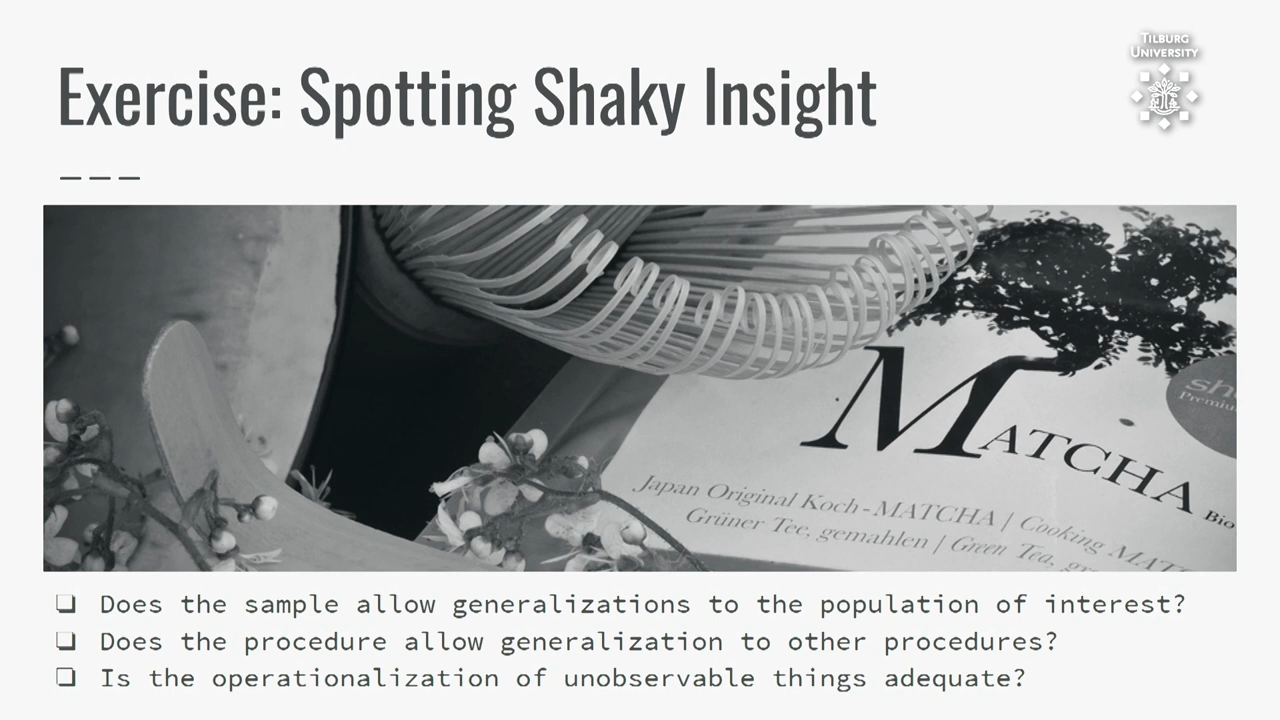 Exercise: Spotting Shaky Insight
TILBURG
UNIVERSITY
MATCHA
Bio
Japan Original Koch-MATCHA | Cooking
Grüner Tee, gemahlen | Green Tea,
❏ Does the sample allow generalizations to the population of interest?
❏ Does the procedure allow generalization to other procedures?
❏ Is the operationalization of unobservable things adequate?